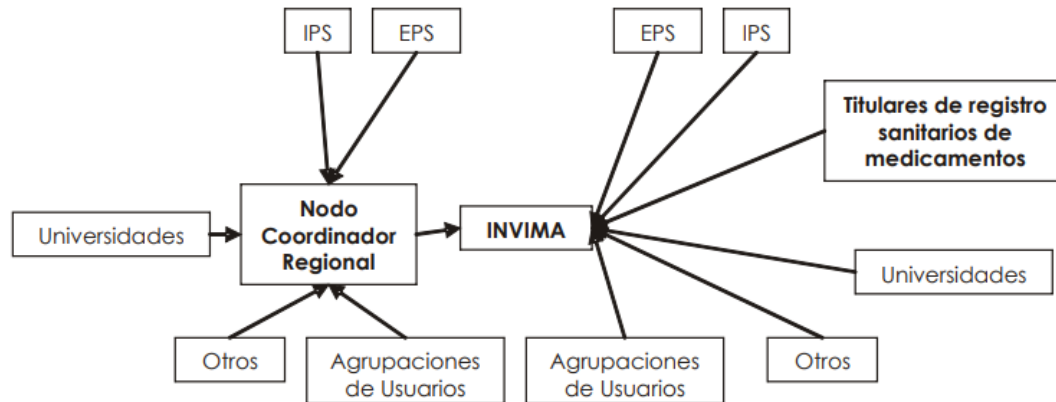 IPS
EPS
EPS
IPS
Titulares de registro
sanitarios de
medicamentos
Universidades
Nodo
Coordinador
Regional
INVIMA
Universidades
Otros
Agrupaciones
de Usuarios
Agrupaciones
de Usuarios
Otros